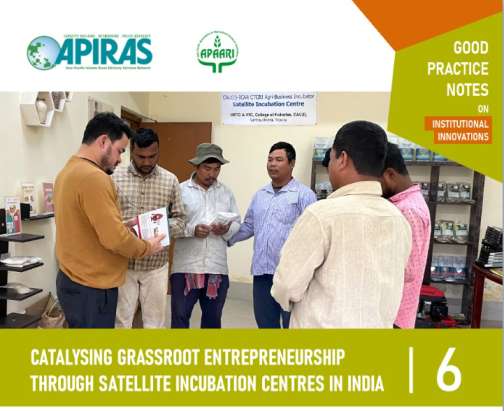 APIRAS
APAARI
GOOD
PRACTICE
NOTES
ON
INSTITUTIONAL
INNOVATIONS
Satellite Incubation Centre
CATALYSING GRASSROOT ENTREPRENEURSHIP
THROUGH SATELLITE INCUBATION CENTRES IN INDIA
6